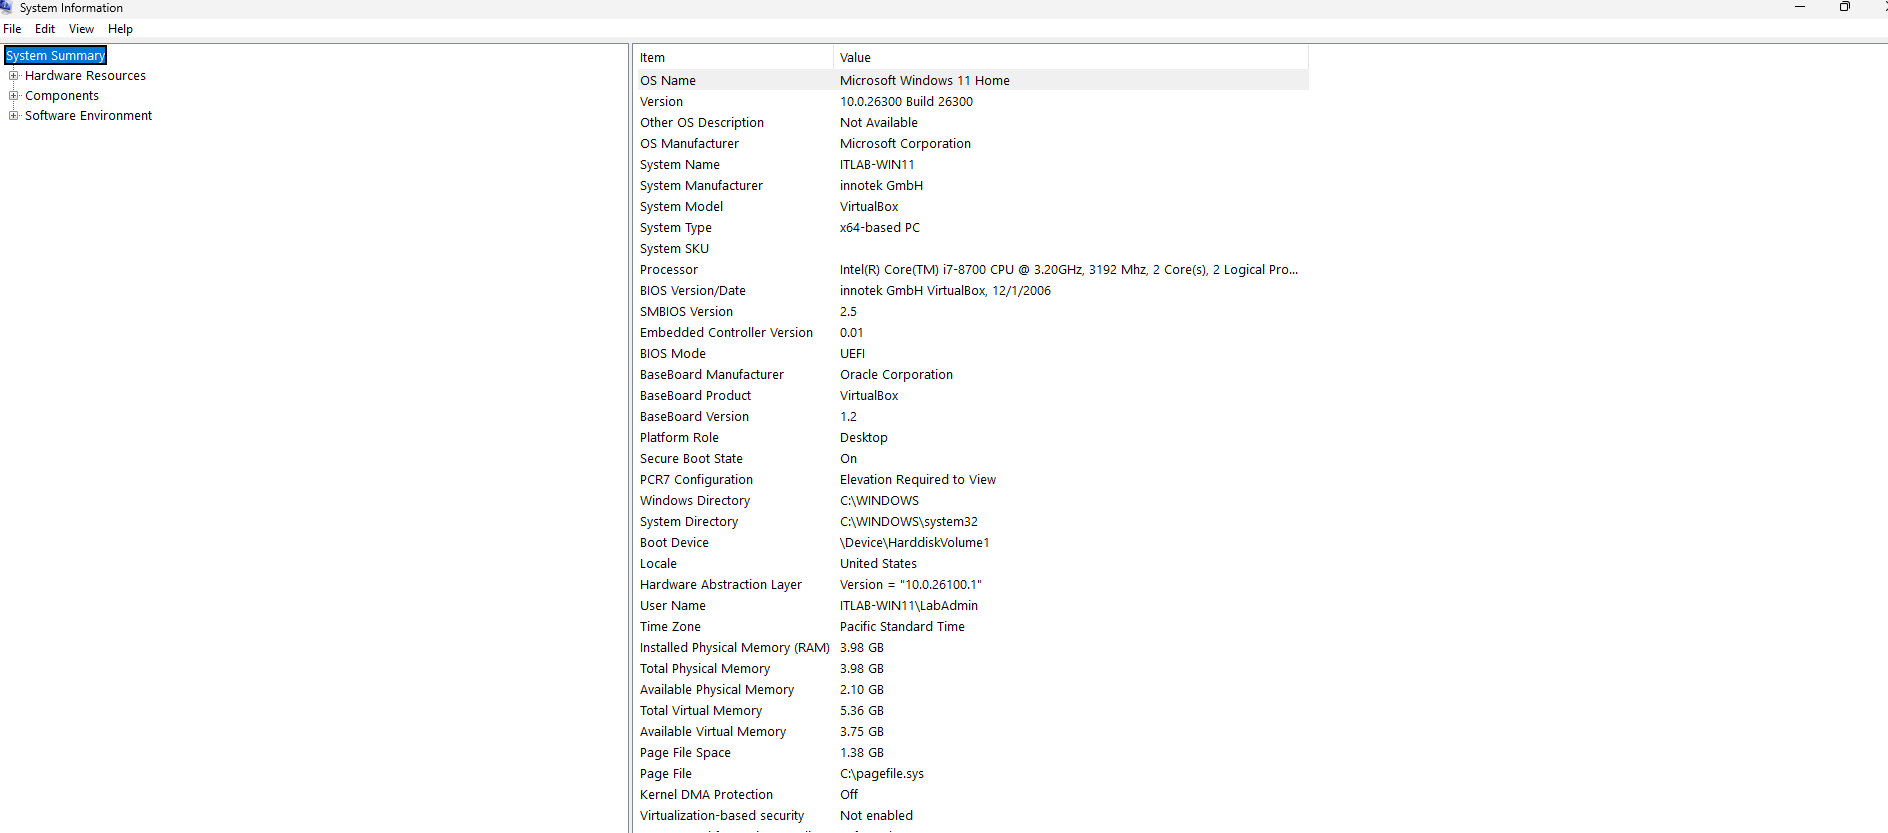 System Information
File Edit View Help
System Summary
Hardware Resources
Components
Software Environment
Item Value
OS Name Microsoft Windows 11 Home
Version 10.0.26300 Build 26300
Other OS Description Not Available
OS Manufacturer Microsoft Corporation
System Name ITLAB-WIN11
System Manufacturer innotek GmbH
System Model VirtualBox
System Type x64-based PC
System SKU
Processor Intel(R) Core(TM) i7-8700 CPU @ 3.20GHz, 3192 Mhz, 2 Core(s), 2 Logical Pro...
BIOS Version/Date innotek GmbH VirtualBox, 12/1/2006
SMBIOS Version 2.5
Embedded Controller Version 0.01
BIOS Mode UEFI
BaseBoard Manufacturer Oracle Corporation
BaseBoard Product VirtualBox
BaseBoard Version 1.2
Platform Role Desktop
Secure Boot State On
PCR7 Configuration Elevation Required to View
Windows Directory C:\WINDOWS
System Directory C:\WINDOWS\system32
Boot Device \Device\HarddiskVolume1
Locale United States
Hardware Abstraction Layer Version = "10.0.26100.1"
User Name ITLAB-WIN11\LabAdmin
Time Zone Pacific Standard Time
Installed Physical Memory (RAM) 3.98 GB
Total Physical Memory 3.98 GB
Available Physical Memory 2.10 GB
Total Virtual Memory 5.36 GB
Available Virtual Memory 3.75 GB
Page File Space 1.38 GB
Page File C:\pagefile.sys
Kernel DMA Protection Off
Virtualization-based security Not enabled